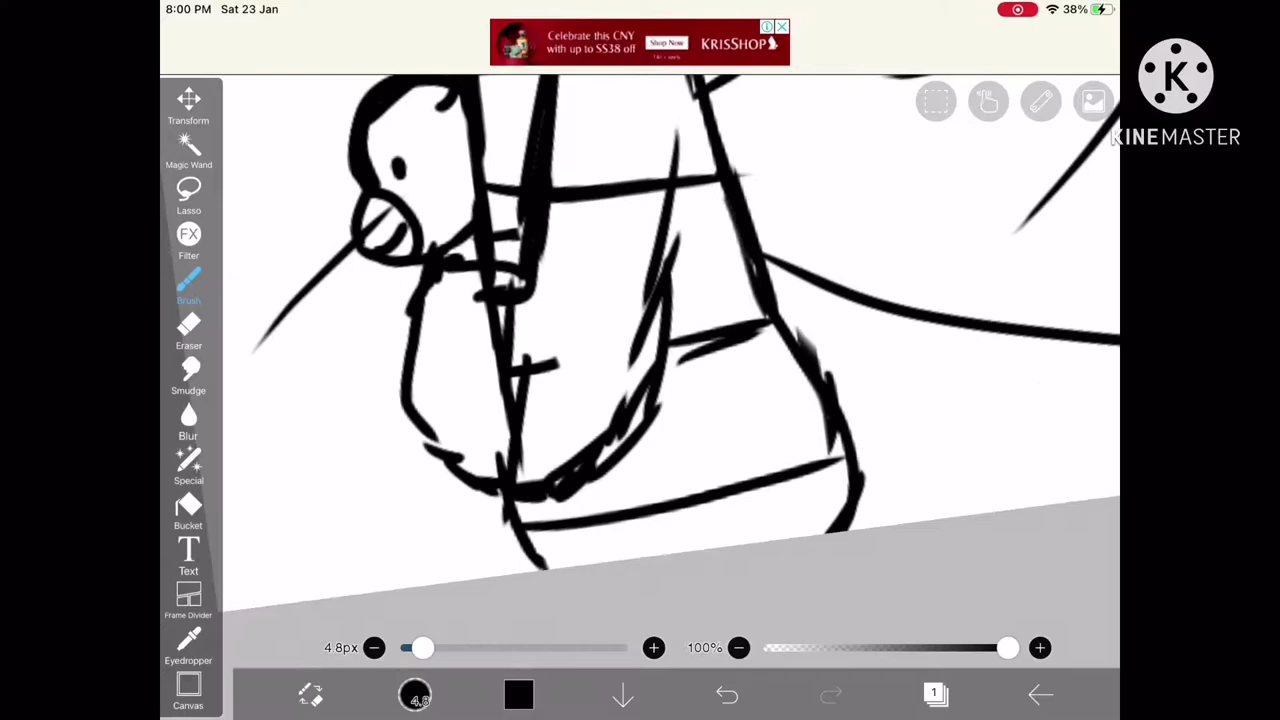 8:00 PM Sat 23 Jan
38%
Celebrate this CNY
with up to S$38 off
Shop Now
KRISSHOP
K
KINEMASTER
Transform
Magic Wand
Lasso
FX
Filter
Brush
Eraser
Smudge
Blur
Special
Bucket
T
Text
Frame Divider
Eyedropper
Canvas
4.8px
100%
4.8
1